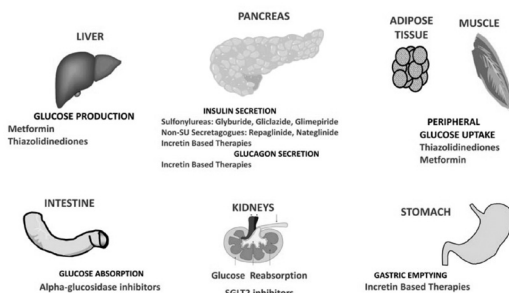 LIVER
GLUCOSE PRODUCTION
Metformin
Thiazolidinediones
PANCREAS
INSULIN SECRETION
Sulfonylureas: Glyburide, Gliclazide, Glimepiride
Non-SU Secretagogues: Repaglinide, Nateglinide
Incretin Based Therapies
GLUCAGON SECRETION
Incretin Based Therapies
ADIPOSE
TISSUE
MUSCLE
PERIPHERAL
GLUCOSE UPTAKE
Thiazolidinediones
Metformin
INTESTINE
GLUCOSE ABSORPTION
Alpha-glucosidase inhibitors
KIDNEYS
Glucose Reabsorption
SGLT2 inhibitors
STOMACH
GASTRIC EMPTYING
Incretin Based Therapies